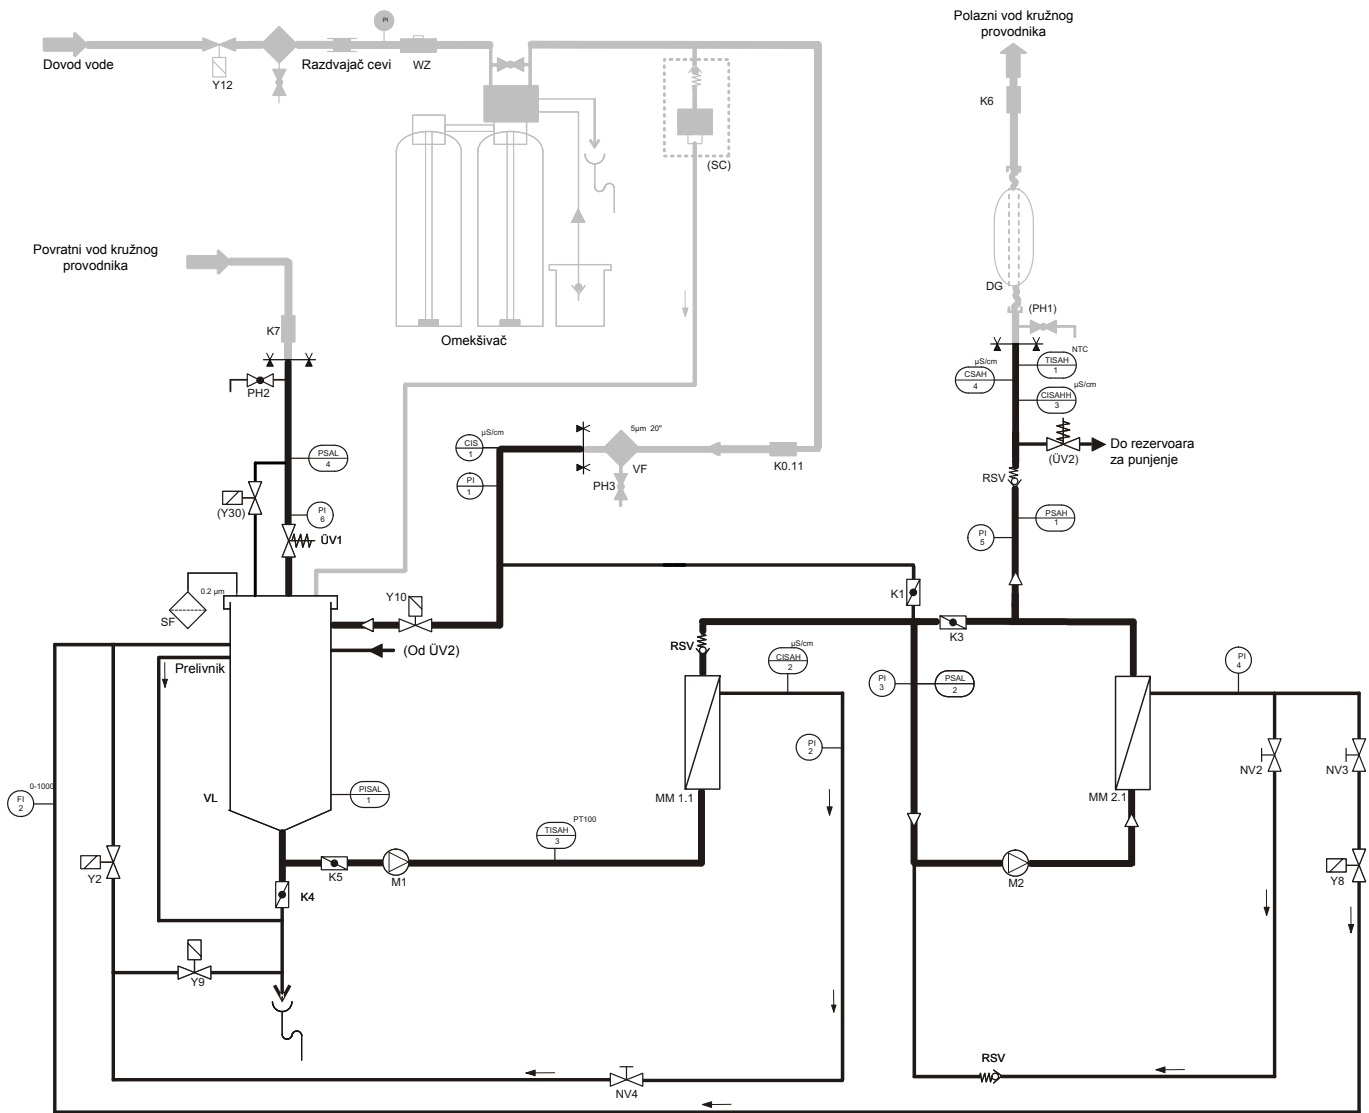 Polazni vod kružnog
provodnika
PI
Dovod vode
Razdvajač cevi
WZ
Y12
K6
(SC)
Povratni vod kružnog
provodnika
DG
(PH1)
K7
Omekšivač
NTC
µS/cm
TISAH
1
CSAH
4
µS/cm
CISAHH
3
PH2
5µm 20"
µS/cm
CIS
1
VF
K0.11
Do rezervoara
za punjenje
(ÜV2)
PSAL
4
PI
1
PH3
RSV
(Y30)
PI
6
PSAH
1
ÜV1
PI
5
0.2 µm
SF
Y10
K1
K3
(Od ÜV2)
RSV
µS/cm
CISAH
2
Prelivnik
PI
3
PSAL
2
PI
4
PI
2
NV2
NV3
0-1000
FI
2
VL
PISAL
1
MM 1.1
MM 2.1
PT100
TISAH
3
Y2
K5
M1
M2
Y8
K4
Y9
RSV
NV4